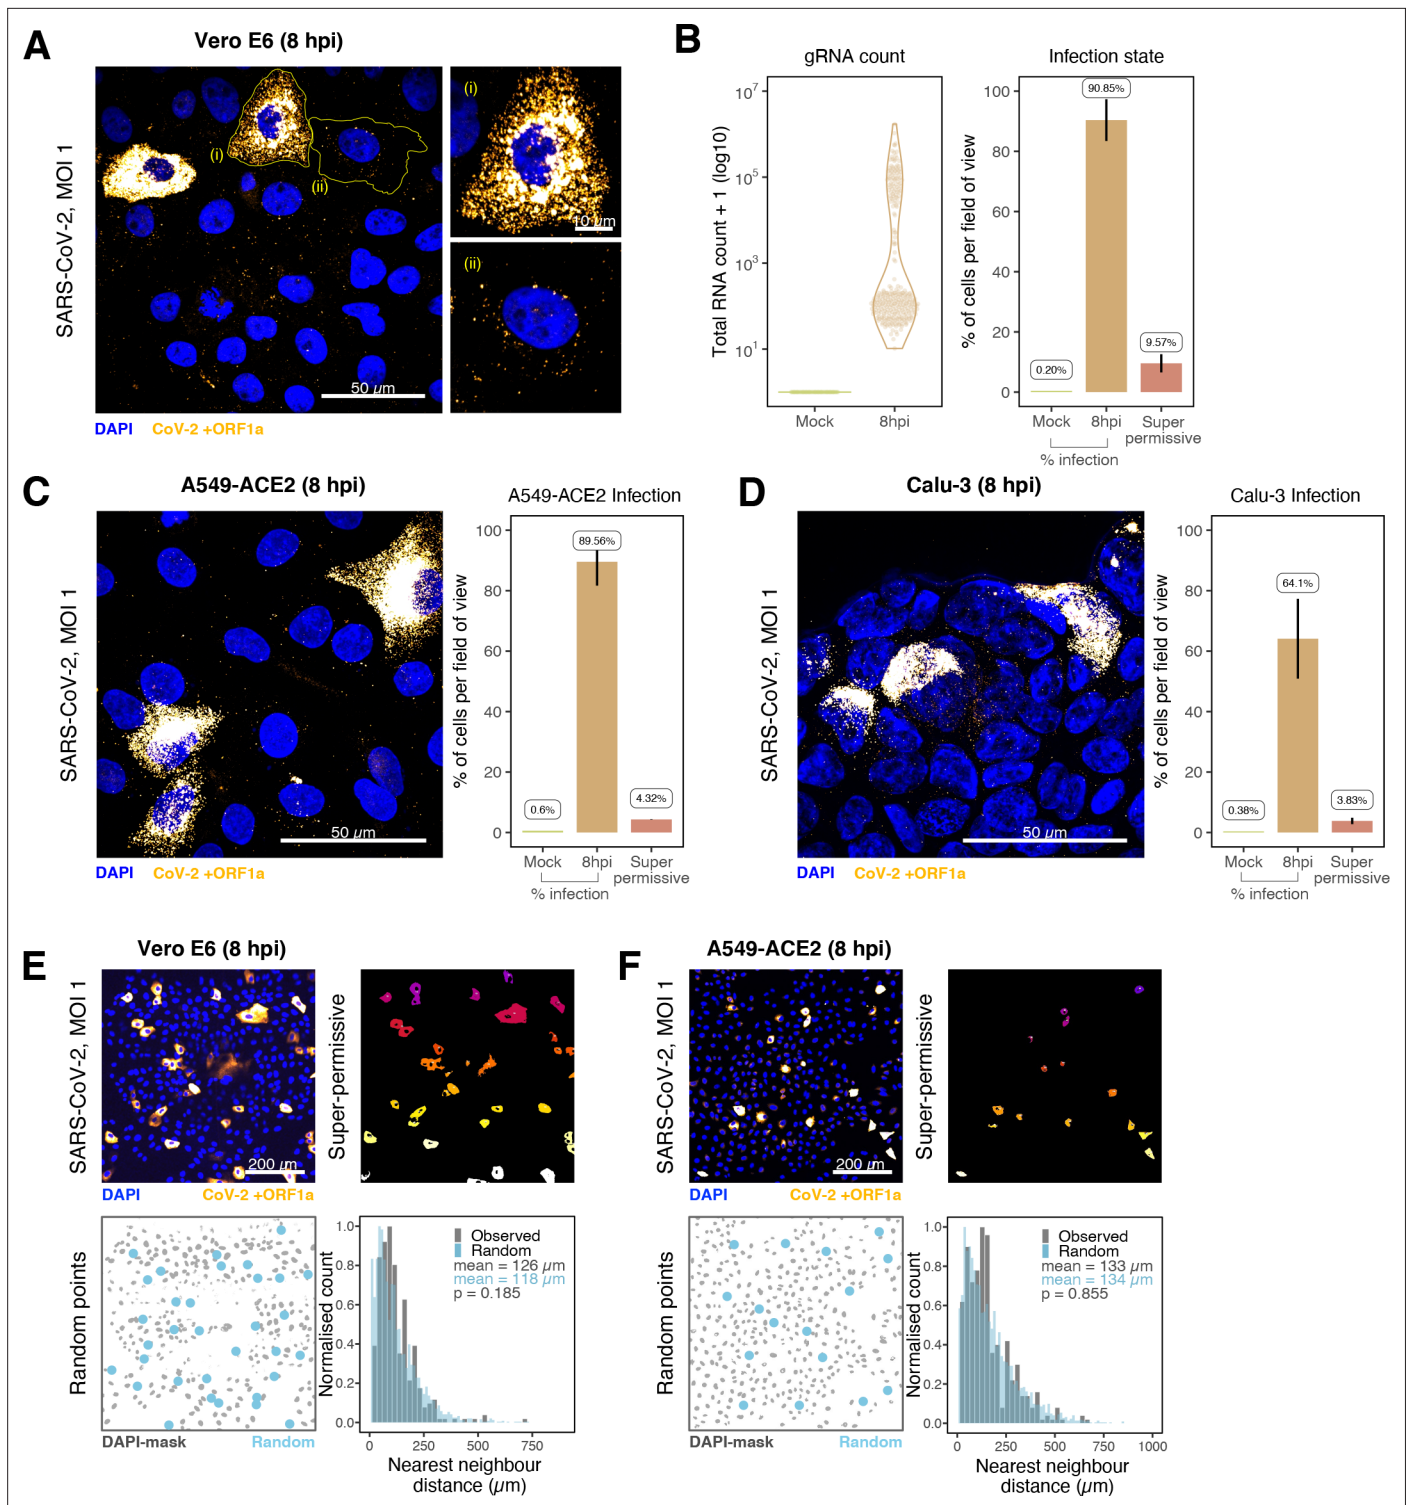 A
Vero E6 (8 hpi)
SARS-CoV-2, MOI 1
(i)
(ii)
50 µm
(i)
10 µm
(ii)
DAPI CoV-2 +ORF1a
B
gRNA count
Total RNA count + 1 (log10)
10⁷
10⁵
10³
10¹
Mock 8hpi
Infection state
% of cells per field of view
100
80
60
40
20
0
0.20%
90.85%
9.57%
Mock 8hpi Super permissive
% infection
C
A549-ACE2 (8 hpi)
SARS-CoV-2, MOI 1
50 µm
DAPI CoV-2 +ORF1a
A549-ACE2 Infection
% of cells per field of view
100
80
60
40
20
0
0.6%
89.56%
4.32%
Mock 8hpi Super permissive
% infection
D
Calu-3 (8 hpi)
SARS-CoV-2, MOI 1
50 µm
DAPI CoV-2 +ORF1a
Calu-3 Infection
% of cells per field of view
100
80
60
40
20
0
0.38%
64.1%
3.83%
Mock 8hpi Super permissive
% infection
E
Vero E6 (8 hpi)
SARS-CoV-2, MOI 1
200 µm
DAPI CoV-2 +ORF1a
Super-permissive
Random points
DAPI-mask Random
Normalised count
1.0
0.8
0.6
0.4
0.2
0.0
Observed
Random
mean = 126 µm
mean = 118 µm
p = 0.185
0 250 500 750
Nearest neighbour
distance (µm)
F
A549-ACE2 (8 hpi)
SARS-CoV-2, MOI 1
200 µm
DAPI CoV-2 +ORF1a
Super-permissive
Random points
DAPI-mask Random
Normalised count
1.0
0.8
0.6
0.4
0.2
0.0
Observed
Random
mean = 133 µm
mean = 134 µm
p = 0.855
0 250 500 750 1000
Nearest neighbour
distance (µm)